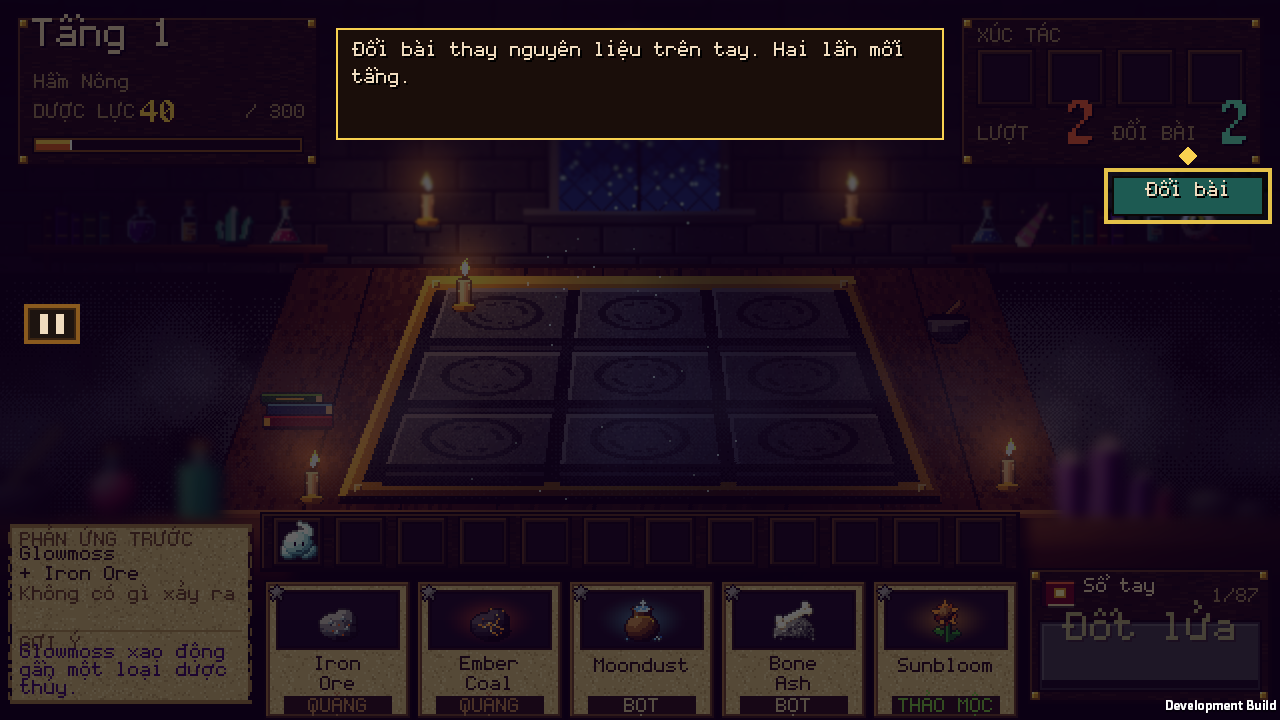 Tầng 1
Hầm Nông
DƯỢC LỰC 40 / 300
Đổi bài thay nguyên liệu trên tay. Hai lần mỗi
tầng.
XÚC TÁC
LƯỢT 2 ĐỔI BÀI 2
Đổi bài
PHẢN ỨNG TRƯỚC
Glowmoss
+ Iron Ore
Không có gì xảy ra
GỢI Ý
Glowmoss xao động
gần một loại dược
thủy.
Iron
Ore
QUẶNG
Ember
Coal
QUẶNG
Moondust
BỘT
Bone
Ash
BỘT
Sunbloom
THẢO MỘC
Sổ tay
1/87
Đốt lửa
Development Build